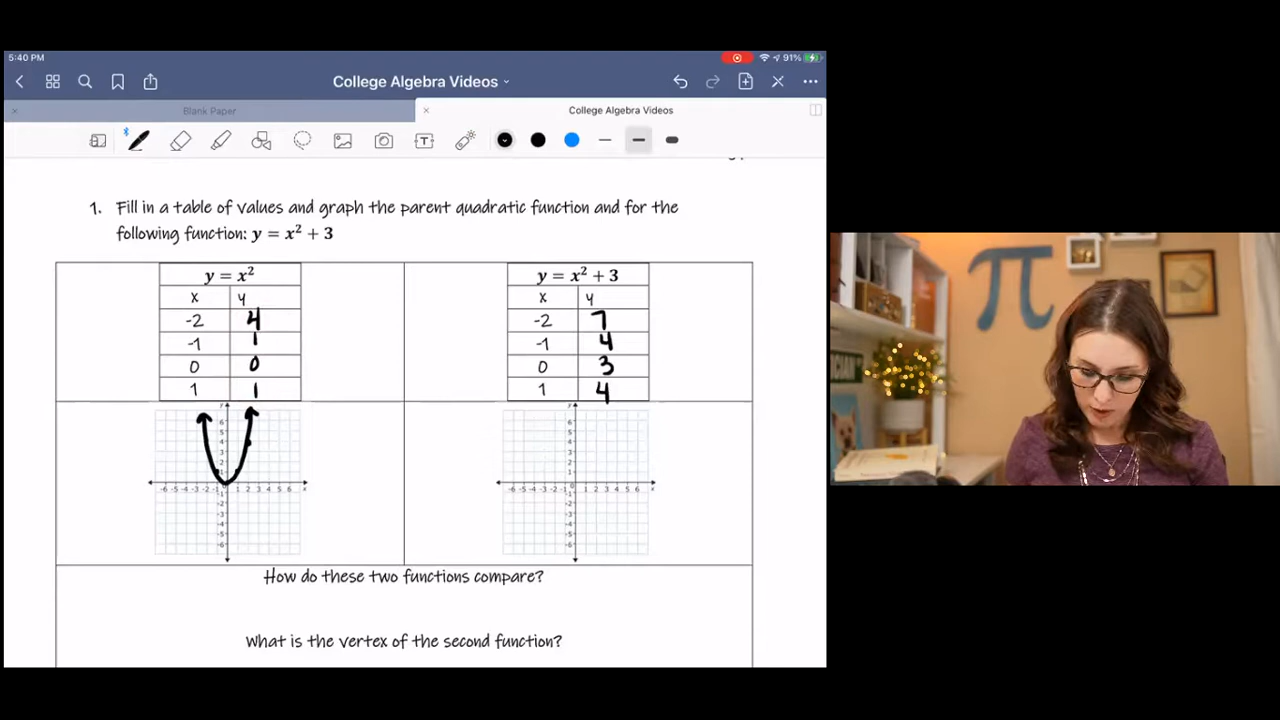 5:40 PM
91%
College Algebra Videos
Blank Paper
College Algebra Videos
T
1. Fill in a table of values and graph the parent quadratic function and for the
following function: y = x² + 3
y = x²
x y
-2 4
-1 1
0 0
1 1
y = x² + 3
x y
-2 7
-1 4
0 3
1 4
How do these two functions compare?
What is the vertex of the second function?
π